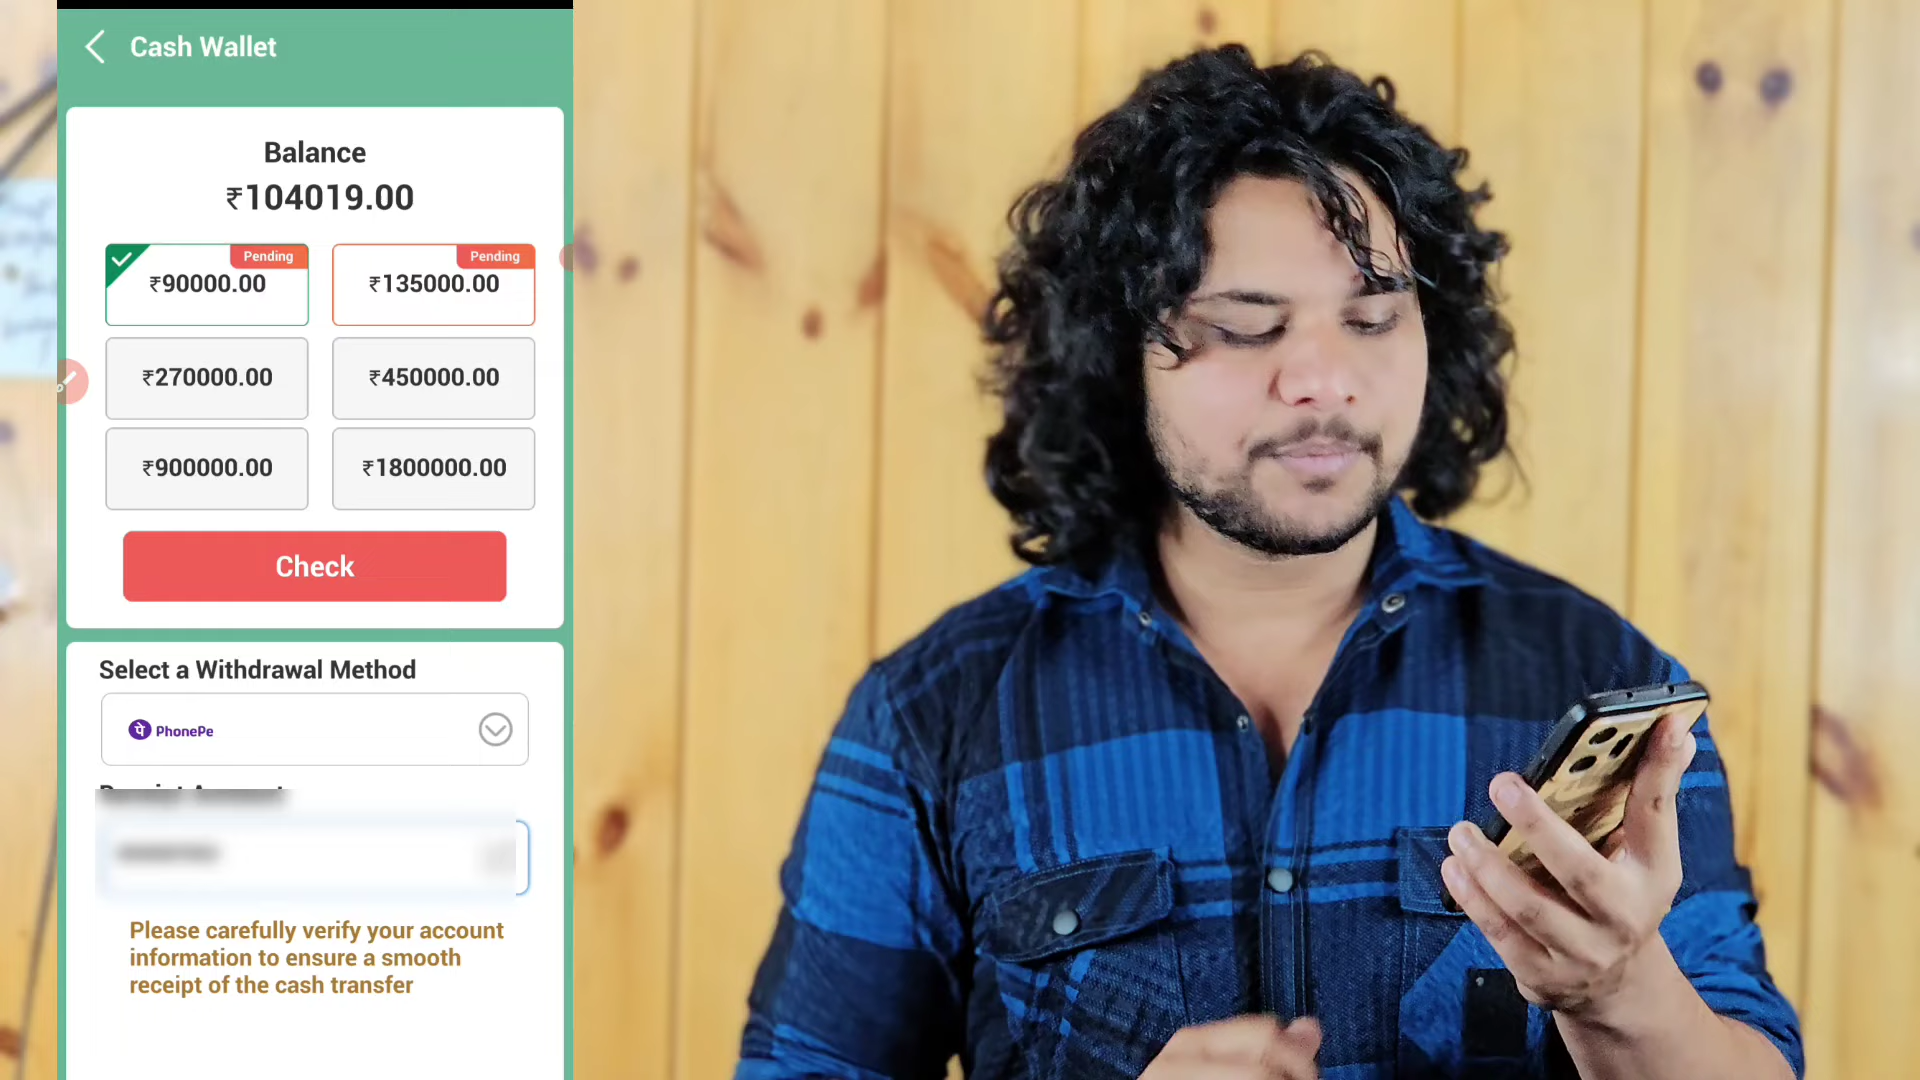 Cash Wallet
Balance
₹104019.00
Pending
₹90000.00
Pending
₹135000.00
₹270000.00
₹450000.00
₹900000.00
₹1800000.00
Check
Select a Withdrawal Method
पे PhonePe
Please carefully verify your account
information to ensure a smooth
receipt of the cash transfer